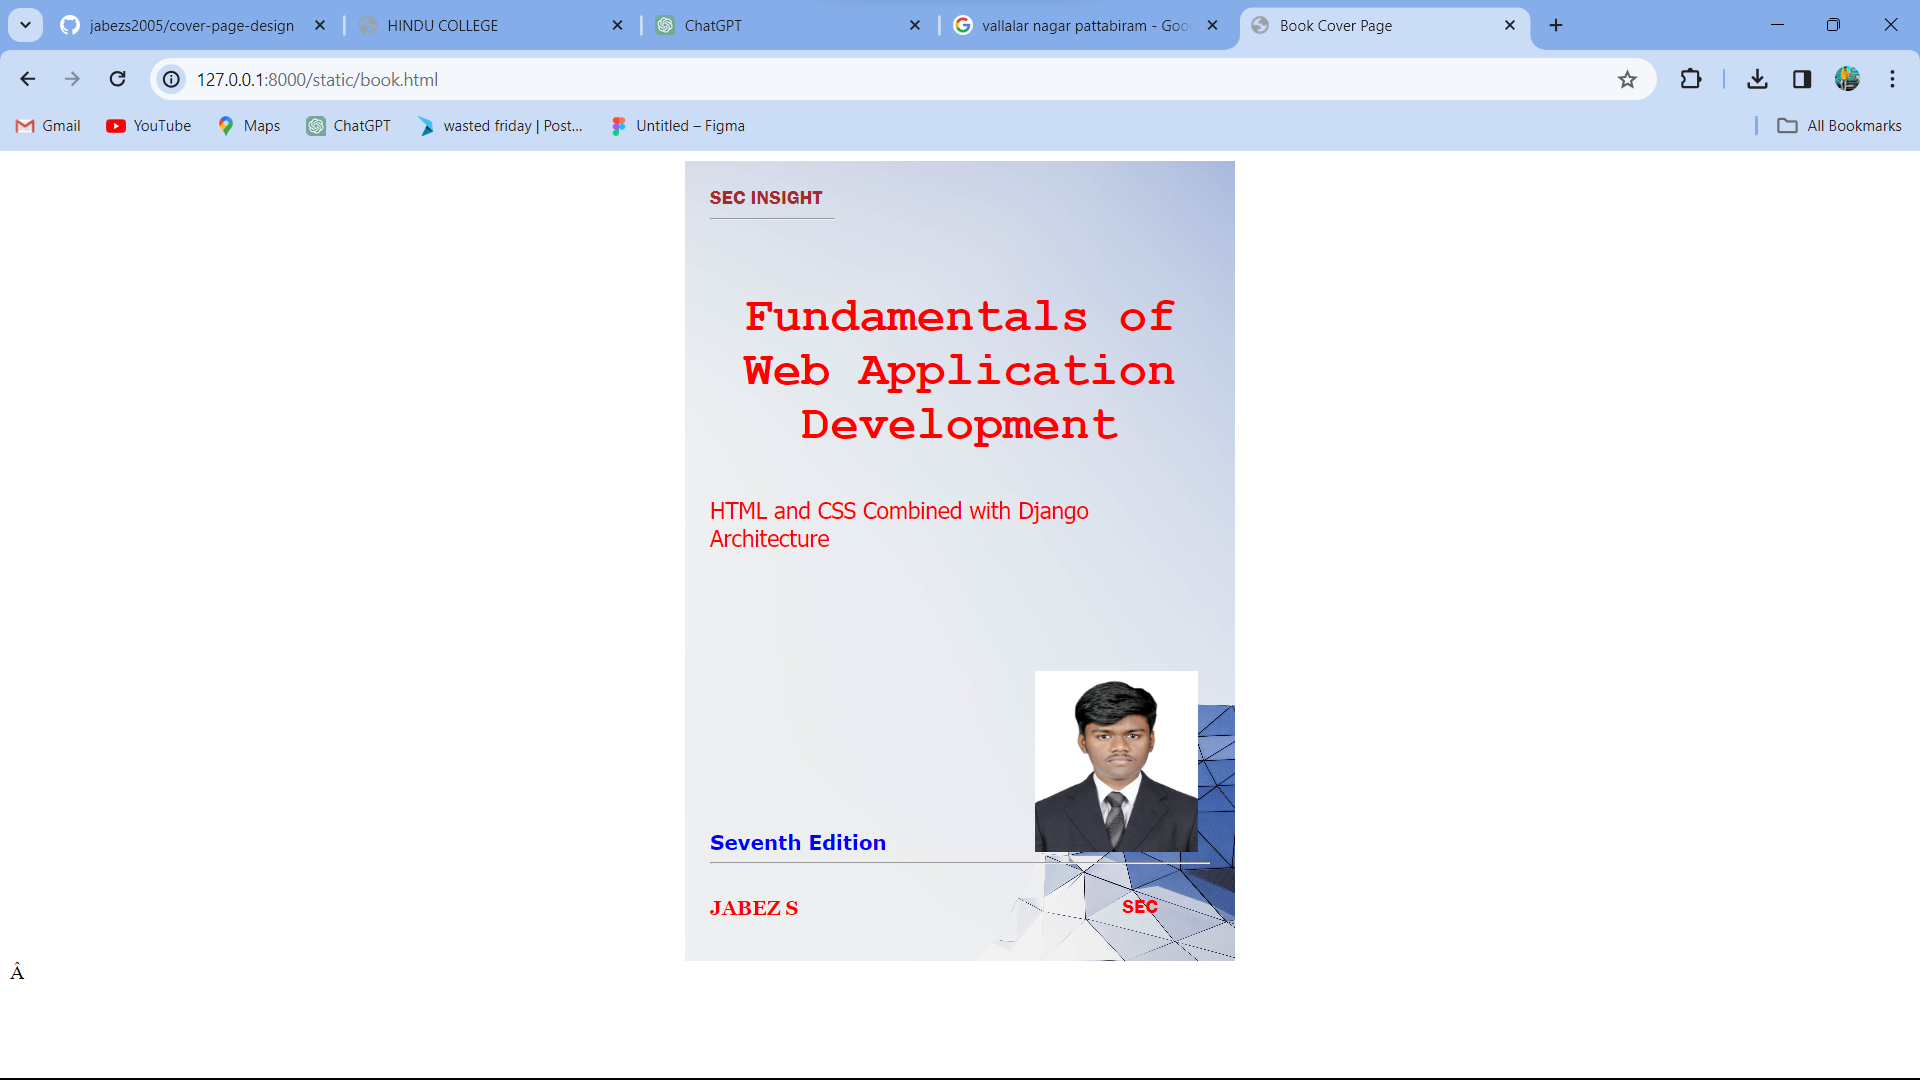 jabezs2005/cover-page-design
HINDU COLLEGE
ChatGPT
vallalar nagar pattabiram - Goo
Book Cover Page
127.0.0.1:8000/static/book.html
Gmail
YouTube
Maps
ChatGPT
wasted friday | Post...
Untitled – Figma
All Bookmarks
SEC INSIGHT
Fundamentals of
Web Application
Development
HTML and CSS Combined with Django
Architecture
Seventh Edition
JABEZ S
SEC
Â